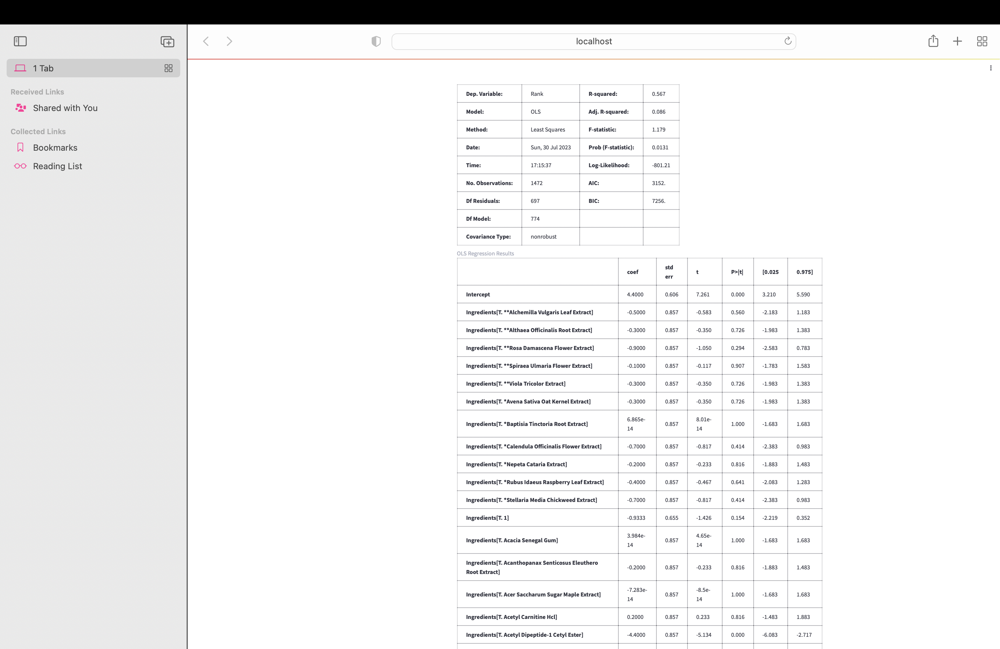 localhost
1 Tab
Received Links
Shared with You
Collected Links
Bookmarks
Reading List
Dep. Variable: Rank R-squared: 0.567
Model: OLS Adj. R-squared: 0.086
Method: Least Squares F-statistic: 1.179
Date: Sun, 30 Jul 2023 Prob (F-statistic): 0.0131
Time: 17:15:37 Log-Likelihood: -801.21
No. Observations: 1472 AIC: 3152.
Df Residuals: 697 BIC: 7256.
Df Model: 774
Covariance Type: nonrobust
OLS Regression Results
coef std err t P>|t| [0.025 0.975]
Intercept 4.4000 0.606 7.261 0.000 3.210 5.590
Ingredients[T. **Alchemilla Vulgaris Leaf Extract] -0.5000 0.857 -0.583 0.560 -2.183 1.183
Ingredients[T. **Althaea Officinalis Root Extract] -0.3000 0.857 -0.350 0.726 -1.983 1.383
Ingredients[T. **Rosa Damascena Flower Extract] -0.9000 0.857 -1.050 0.294 -2.583 0.783
Ingredients[T. **Spiraea Ulmaria Flower Extract] -0.1000 0.857 -0.117 0.907 -1.783 1.583
Ingredients[T. **Viola Tricolor Extract] -0.3000 0.857 -0.350 0.726 -1.983 1.383
Ingredients[T. *Avena Sativa Oat Kernel Extract] -0.3000 0.857 -0.350 0.726 -1.983 1.383
Ingredients[T. *Baptisia Tinctoria Root Extract] 6.865e-14 0.857 8.01e-14 1.000 -1.683 1.683
Ingredients[T. *Calendula Officinalis Flower Extract] -0.7000 0.857 -0.817 0.414 -2.383 0.983
Ingredients[T. *Nepeta Cataria Extract] -0.2000 0.857 -0.233 0.816 -1.883 1.483
Ingredients[T. *Rubus Idaeus Raspberry Leaf Extract] -0.4000 0.857 -0.467 0.641 -2.083 1.283
Ingredients[T. *Stellaria Media Chickweed Extract] -0.7000 0.857 -0.817 0.414 -2.383 0.983
Ingredients[T. 1] -0.9333 0.655 -1.426 0.154 -2.219 0.352
Ingredients[T. Acacia Senegal Gum] 3.984e-14 0.857 4.65e-14 1.000 -1.683 1.683
Ingredients[T. Acanthopanax Senticosus Eleuthero Root Extract] -0.2000 0.857 -0.233 0.816 -1.883 1.483
Ingredients[T. Acer Saccharum Sugar Maple Extract] -7.283e-14 0.857 -8.5e-14 1.000 -1.683 1.683
Ingredients[T. Acetyl Carnitine Hcl] 0.2000 0.857 0.233 0.816 -1.483 1.883
Ingredients[T. Acetyl Dipeptide-1 Cetyl Ester] -4.4000 0.857 -5.134 0.000 -6.083 -2.717